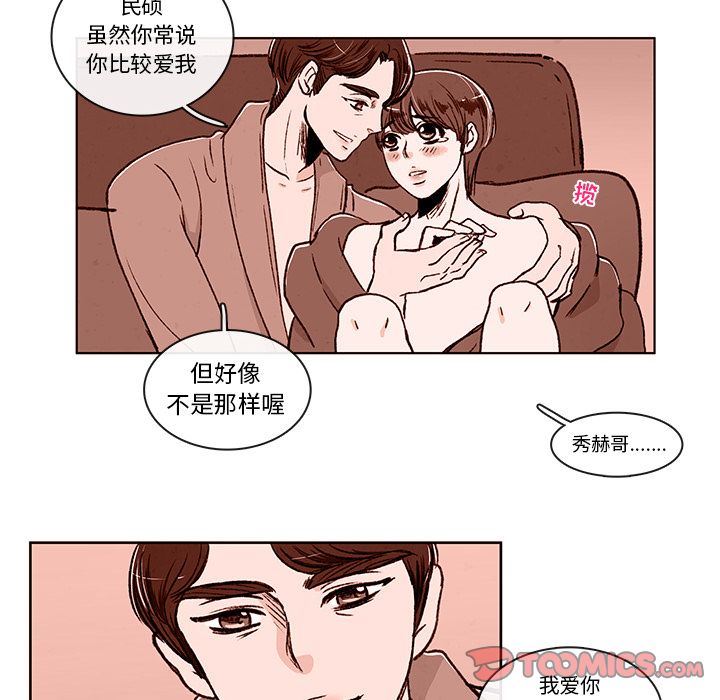 民硕
虽然你常说
你比较爱我
揽
但好像
不是那样喔
秀赫哥.......
TOOMICS.COM
我爱你